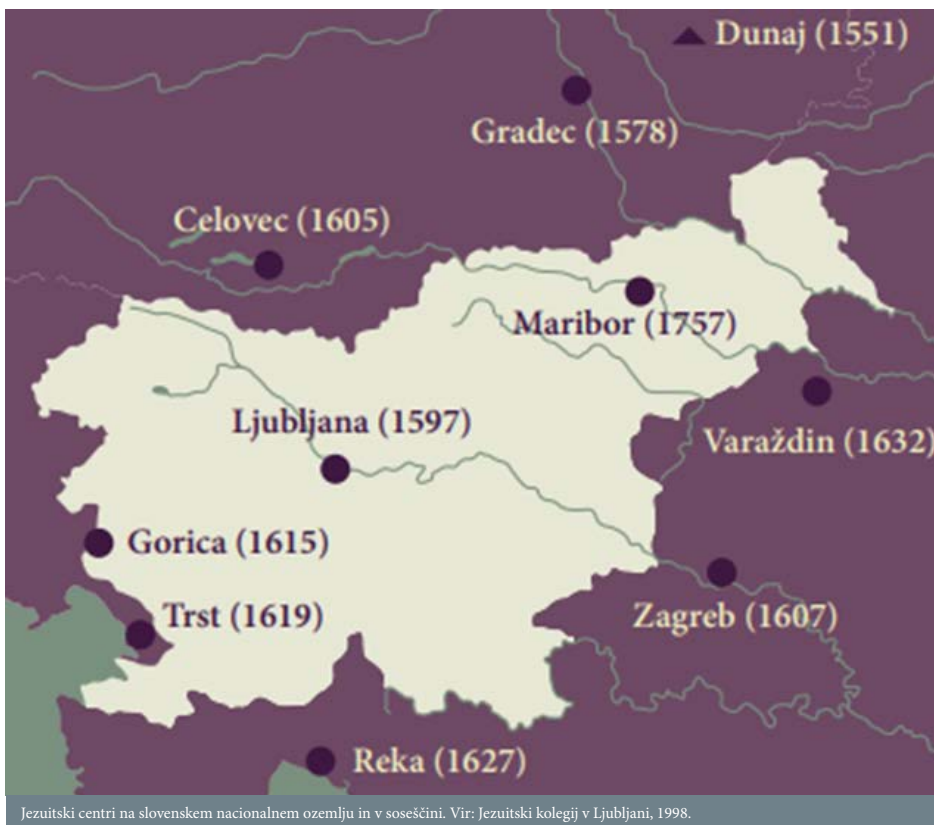 Dunaj (1551)
Gradec (1578)
Celovec (1605)
Maribor (1757)
Ljubljana (1597)
Varaždin (1632)
Gorica (1615)
Trst (1619)
Zagreb (1607)
Reka (1627)
Jezuitski centri na slovenskem nacionalnem ozemlju in v soseščini. Vir: Jezuitski kolegij v Ljubljani, 1998.